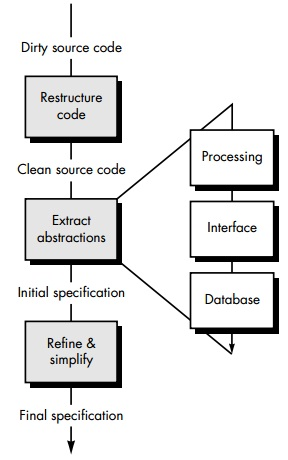 Dirty source code
Restructure
code
Clean source code
Extract
abstractions
Initial specification
Refine &
simplify
Final specification
Processing
Interface
Database